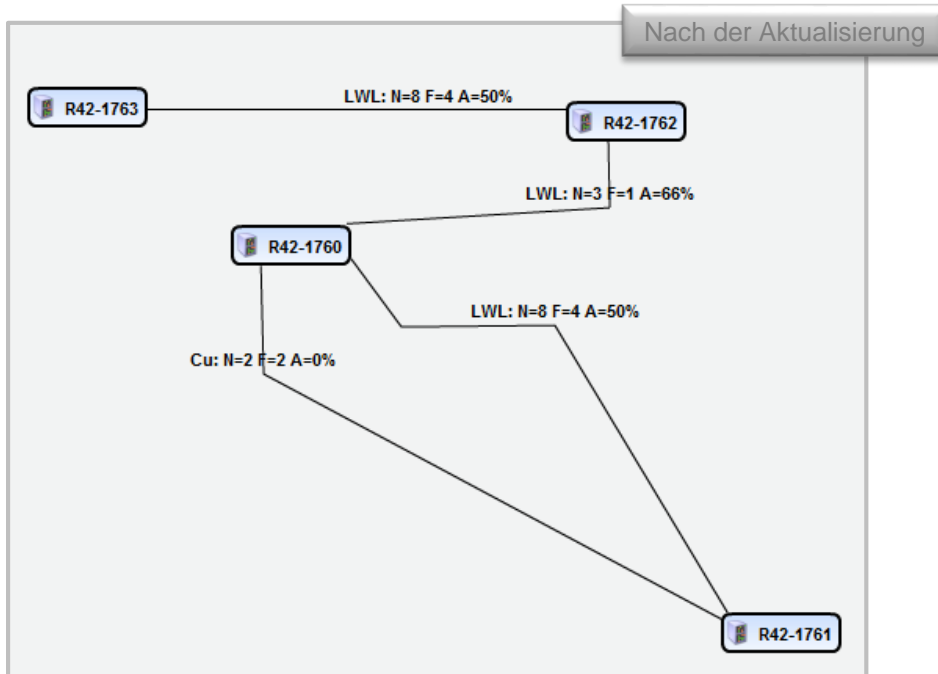 Nach der Aktualisierung
LWL: N=8 F=4 A=50%
R42-1763
R42-1762
LWL: N=3 F=1 A=66%
R42-1760
LWL: N=8 F=4 A=50%
Cu: N=2 F=2 A=0%
R42-1761